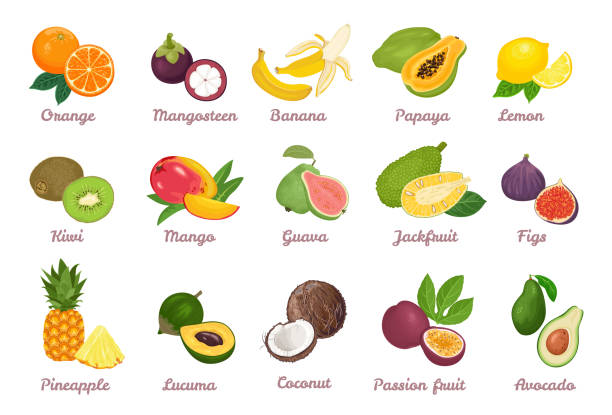 Orange Mangosteen Banana Papaya Lemon
Kiwi Mango Guava Jackfruit Figs
Pineapple Lucuma Coconut Passion fruit Avocado